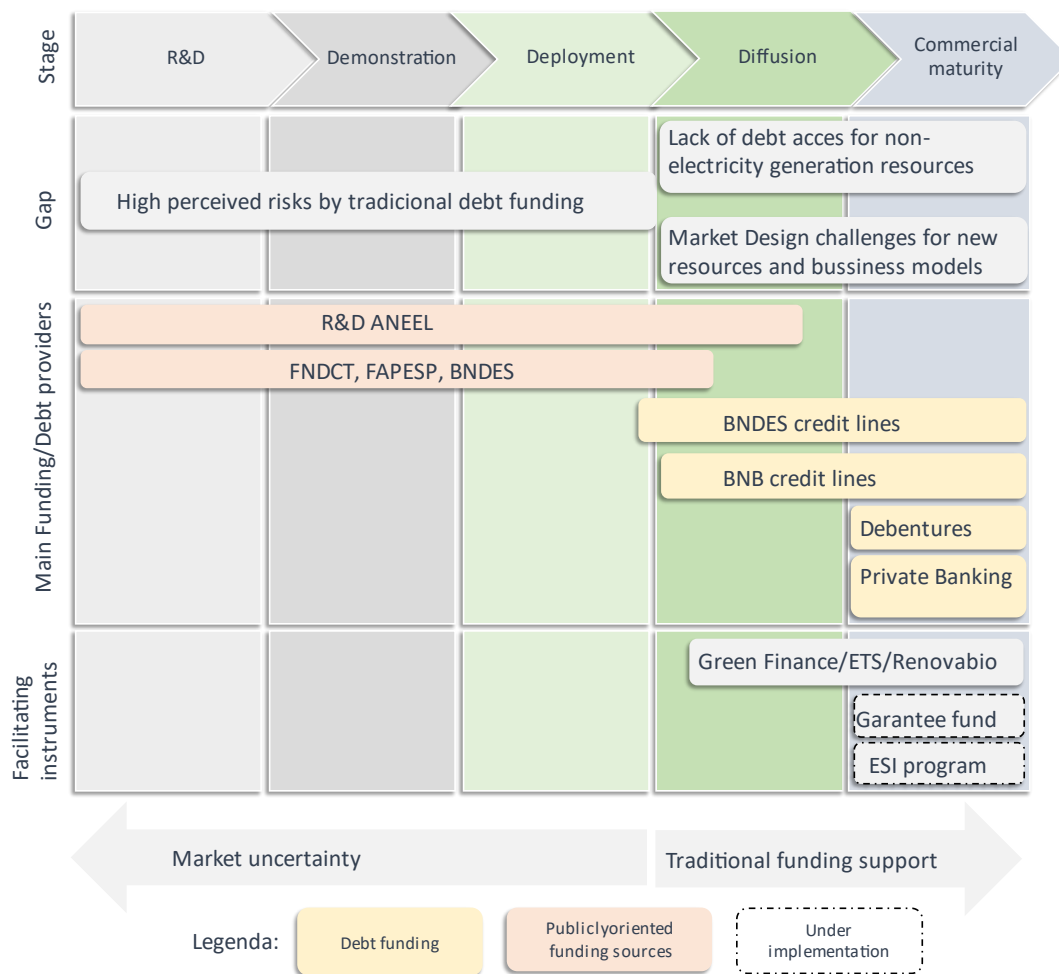 Stage
R&D
Demonstration
Deployment
Diffusion
Commercial
maturity
Gap
High perceived risks by tradicional debt funding
Lack of debt acces for non-
electricity generation resources
Market Design challenges for new
resources and bussiness models
Main Funding/Debt providers
R&D ANEEL
FNDCT, FAPESP, BNDES
BNDES credit lines
BNB credit lines
Debentures
Private Banking
Facilitating
instruments
Green Finance/ETS/Renovabio
Garantee fund
ESI program
Market uncertainty
Traditional funding support
Legenda:
Debt funding
Publiclyoriented
funding sources
Under
implementation